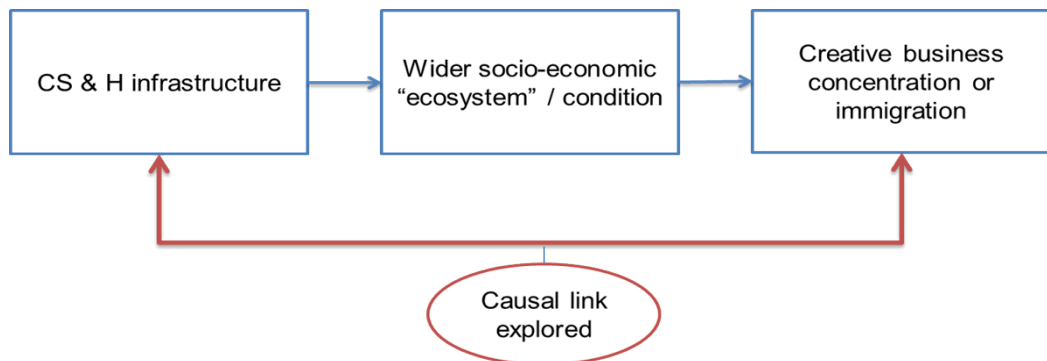 CS & H infrastructure
Wider socio-economic
“ecosystem” / condition
Creative business
concentration or
immigration
Causal link
explored